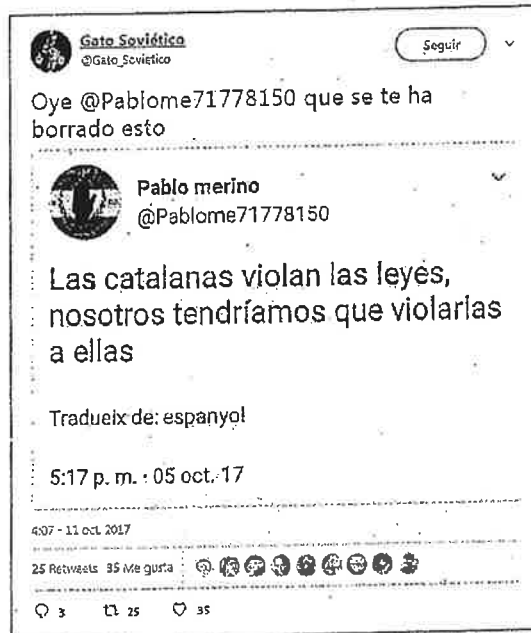 Gato Soviético
@Gato_Sovietico
Seguir
Oye @Pablome71778150 que se te ha
borrado esto
Pablo merino
@Pablome71778150
Las catalanas violan las leyes,
nosotros tendríamos que violarlas
a ellas
Tradueix de: espanyol
5:17 p. m. · 05 oct. 17
4:07 - 11 oct. 2017
25 Retweets 35 Me gusta
3 25 35